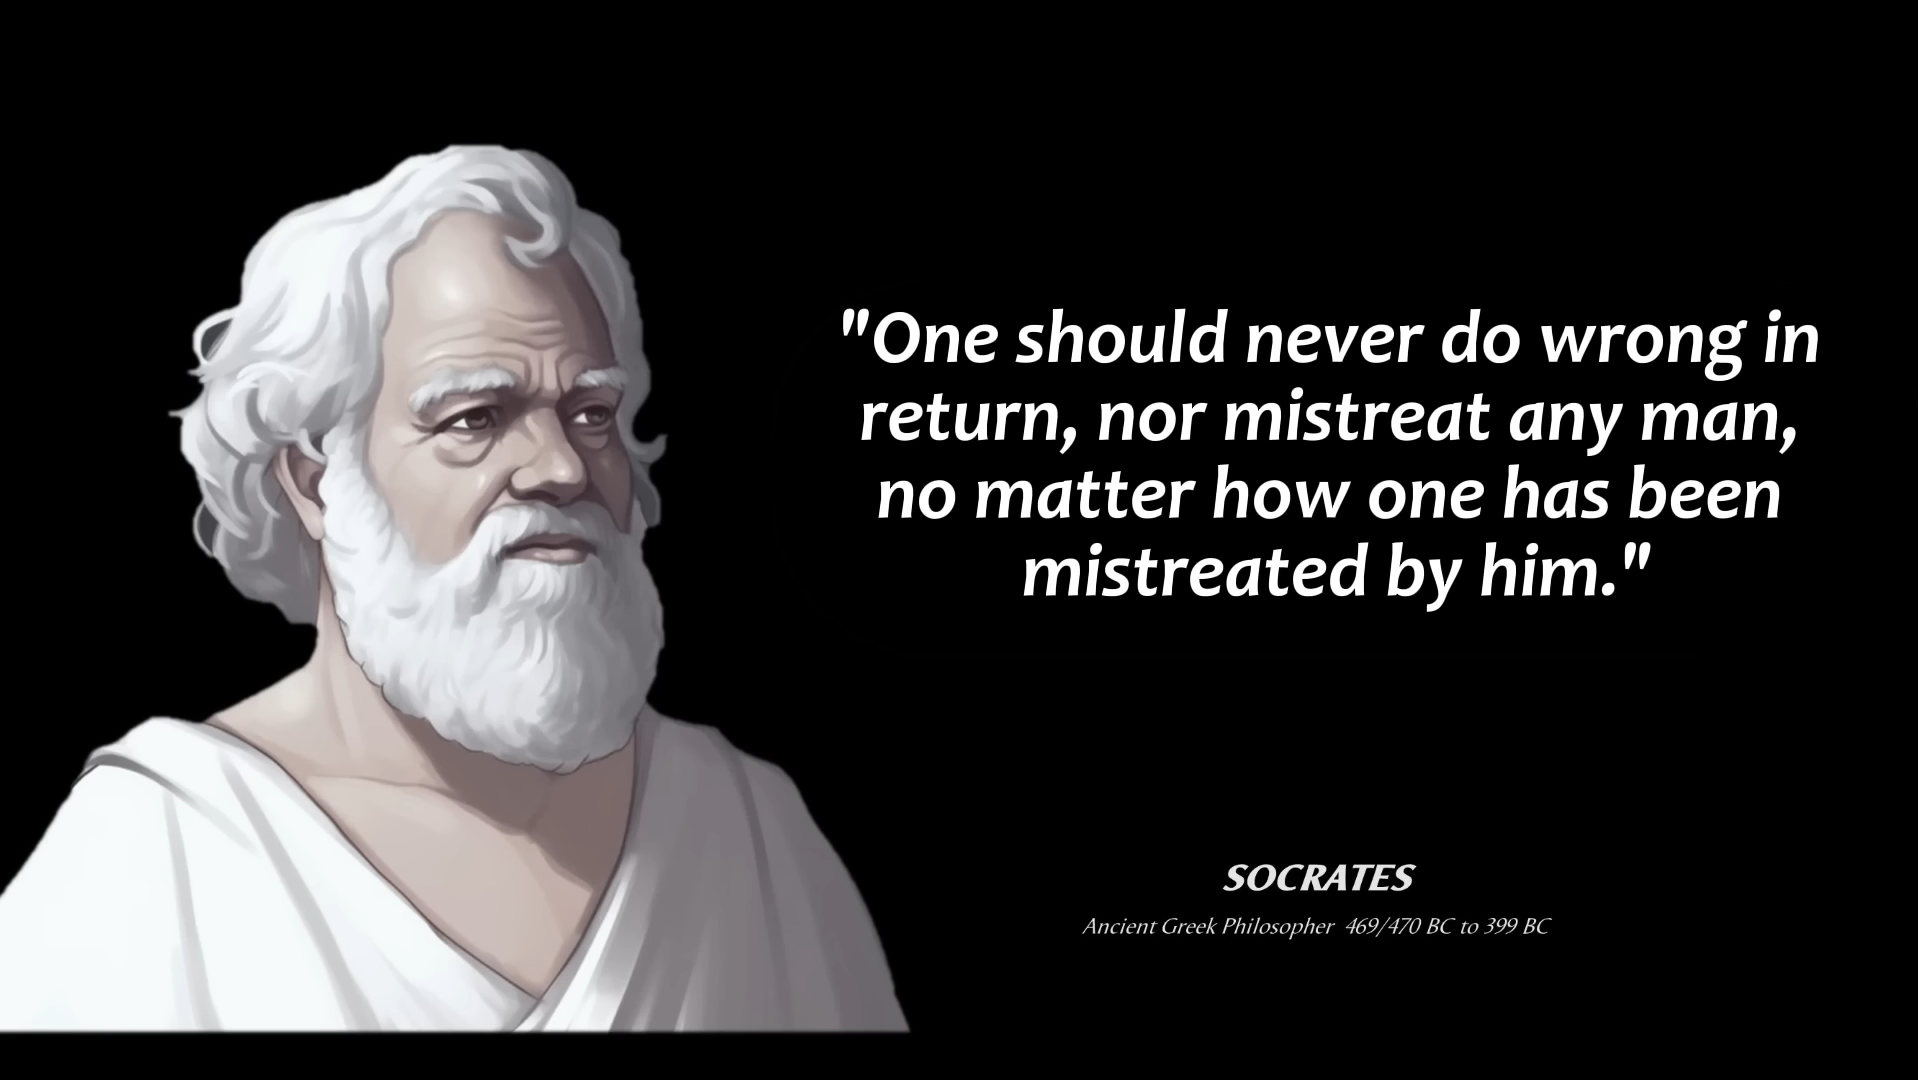 "One should never do wrong in
return, nor mistreat any man,
no matter how one has been
mistreated by him."
SOCRATES
Ancient Greek Philosopher 469/470 BC to 399 BC